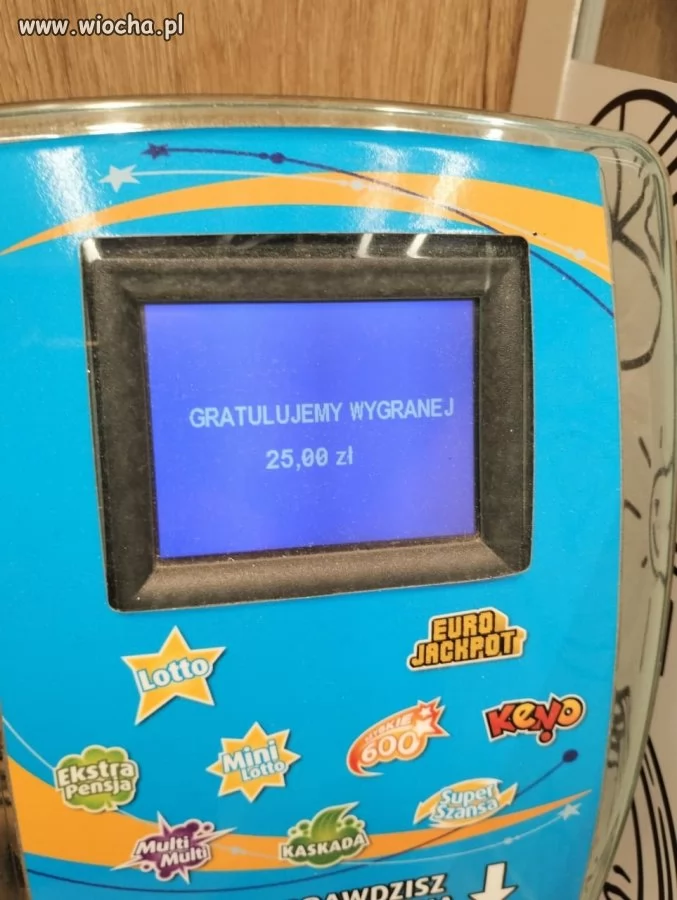 www.wiocha.pl
GRATULUJEMY WYGRANEJ
25,00 zł
EURO
JACKPOT
Lotto
Keno
600
Mini
Lotto
Ekstra
Pensja
Super
Szansa
Multi
Multi
KASKADA